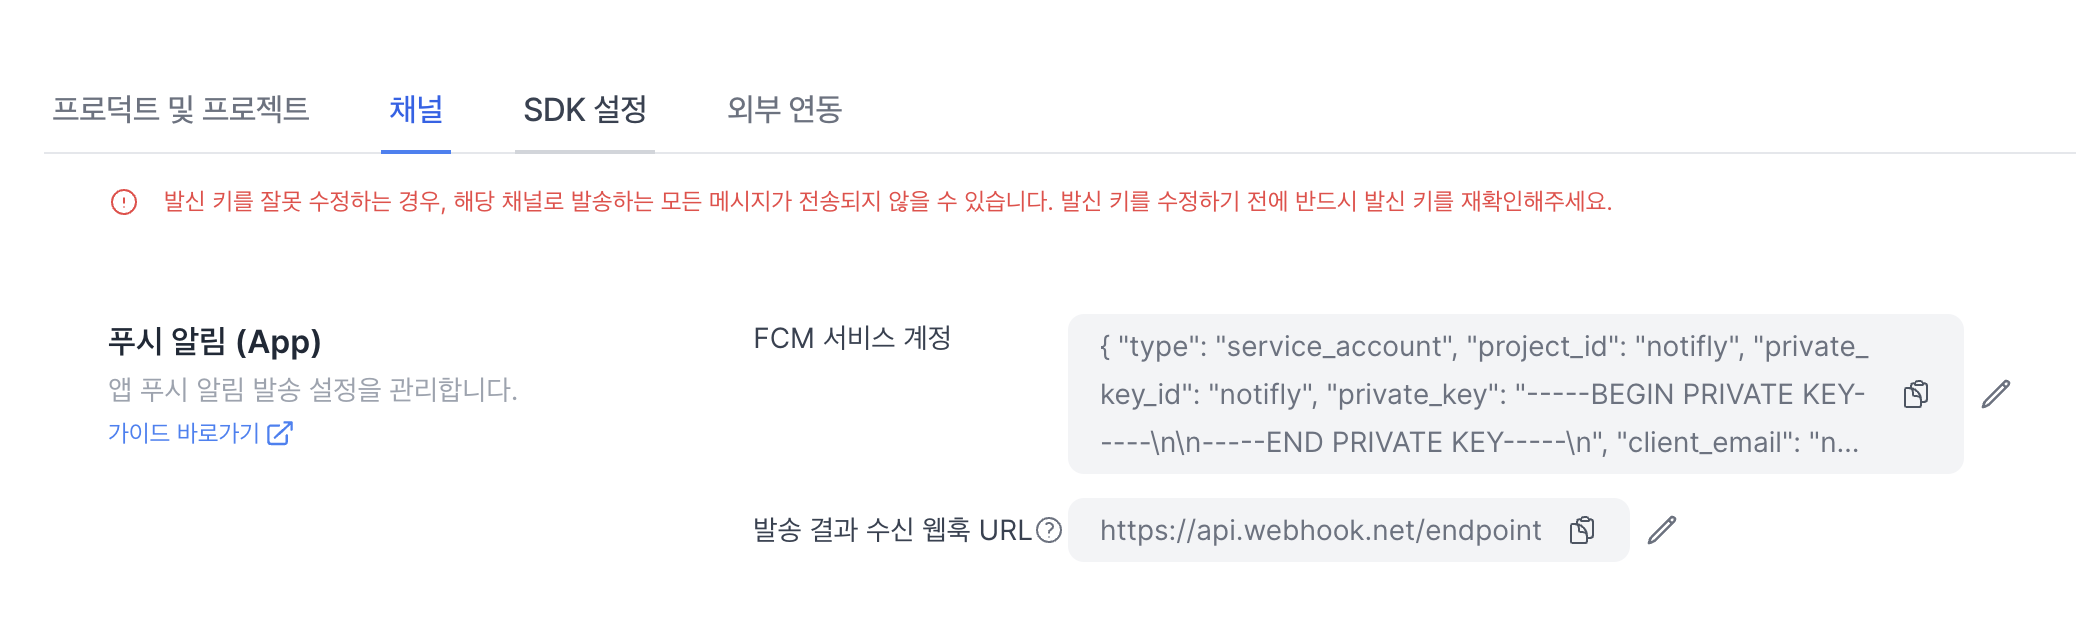 프로덕트 및 프로젝트 채널 SDK 설정 외부 연동
발신 키를 잘못 수정하는 경우, 해당 채널로 발송하는 모든 메시지가 전송되지 않을 수 있습니다. 발신 키를 수정하기 전에 반드시 발신 키를 재확인해주세요.
푸시 알림 (App)
앱 푸시 알림 발송 설정을 관리합니다.
가이드 바로가기
FCM 서비스 계정
{ "type": "service_account", "project_id": "notifly", "private_
key_id": "notifly", "private_key": "-----BEGIN PRIVATE KEY-
----\n\n-----END PRIVATE KEY-----\n", "client_email": "n...
발송 결과 수신 웹훅 URL
https://api.webhook.net/endpoint